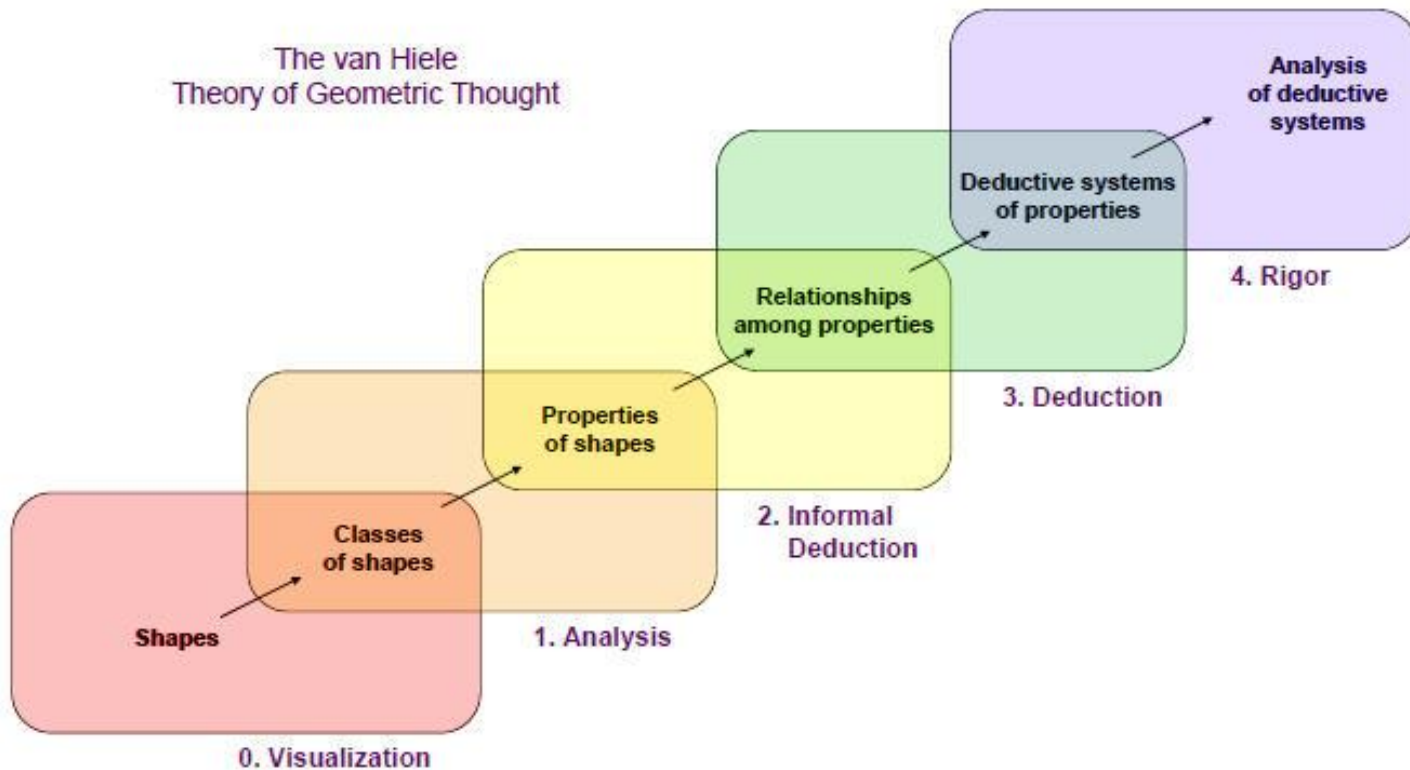 The van Hiele
Theory of Geometric Thought
Analysis
of deductive
systems
Deductive systems
of properties
4. Rigor
Relationships
among properties
3. Deduction
Properties
of shapes
2. Informal
Deduction
Classes
of shapes
1. Analysis
Shapes
0. Visualization